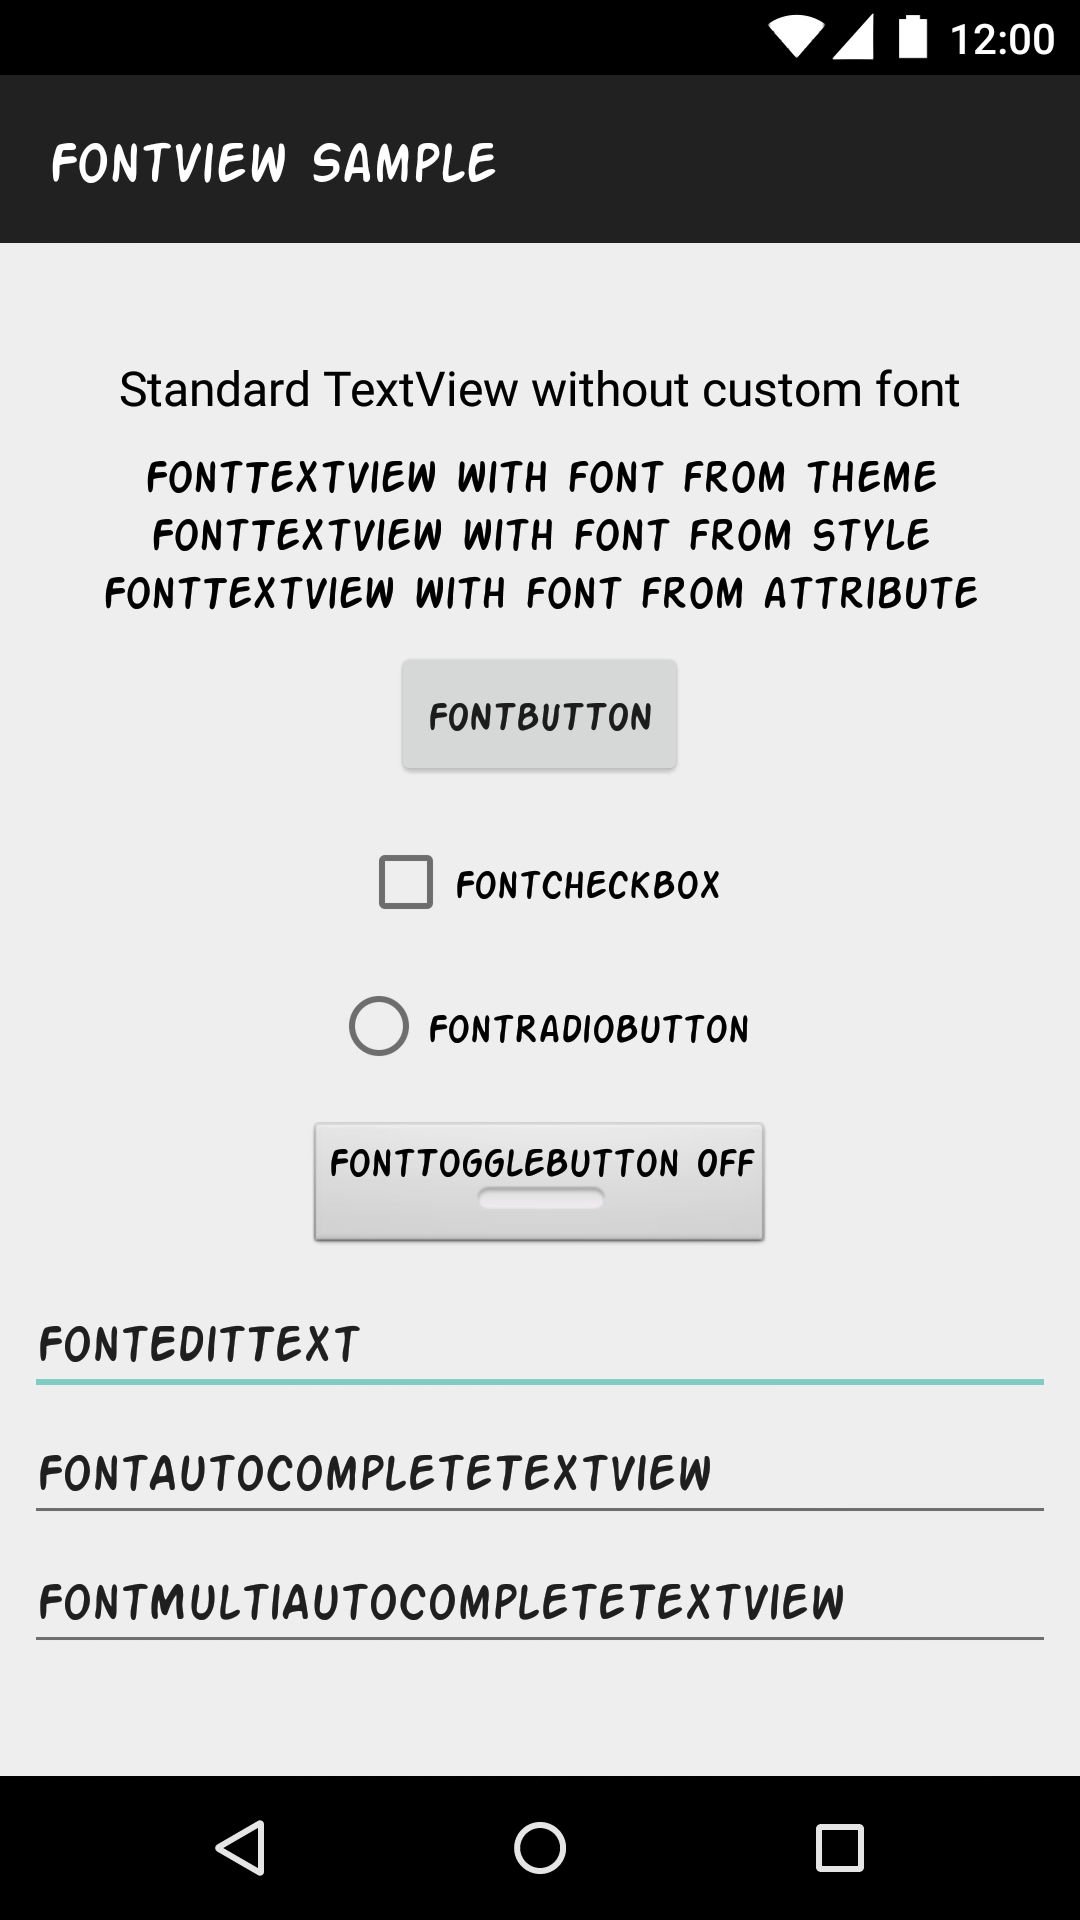 12:00
FONTVIEW SAMPLE
Standard TextView without custom font
FONTTEXTVIEW WITH FONT FROM THEME
FONTTEXTVIEW WITH FONT FROM STYLE
FONTTEXTVIEW WITH FONT FROM ATTRIBUTE
FONTBUTTON
FONTCHECKBOX
FONTRADIOBUTTON
FONTTOGGLEBUTTON OFF
FONTEDITTEXT
FONTAUTOCOMPLETETEXTVIEW
FONTMULTIAUTOCOMPLETETEXTVIEW